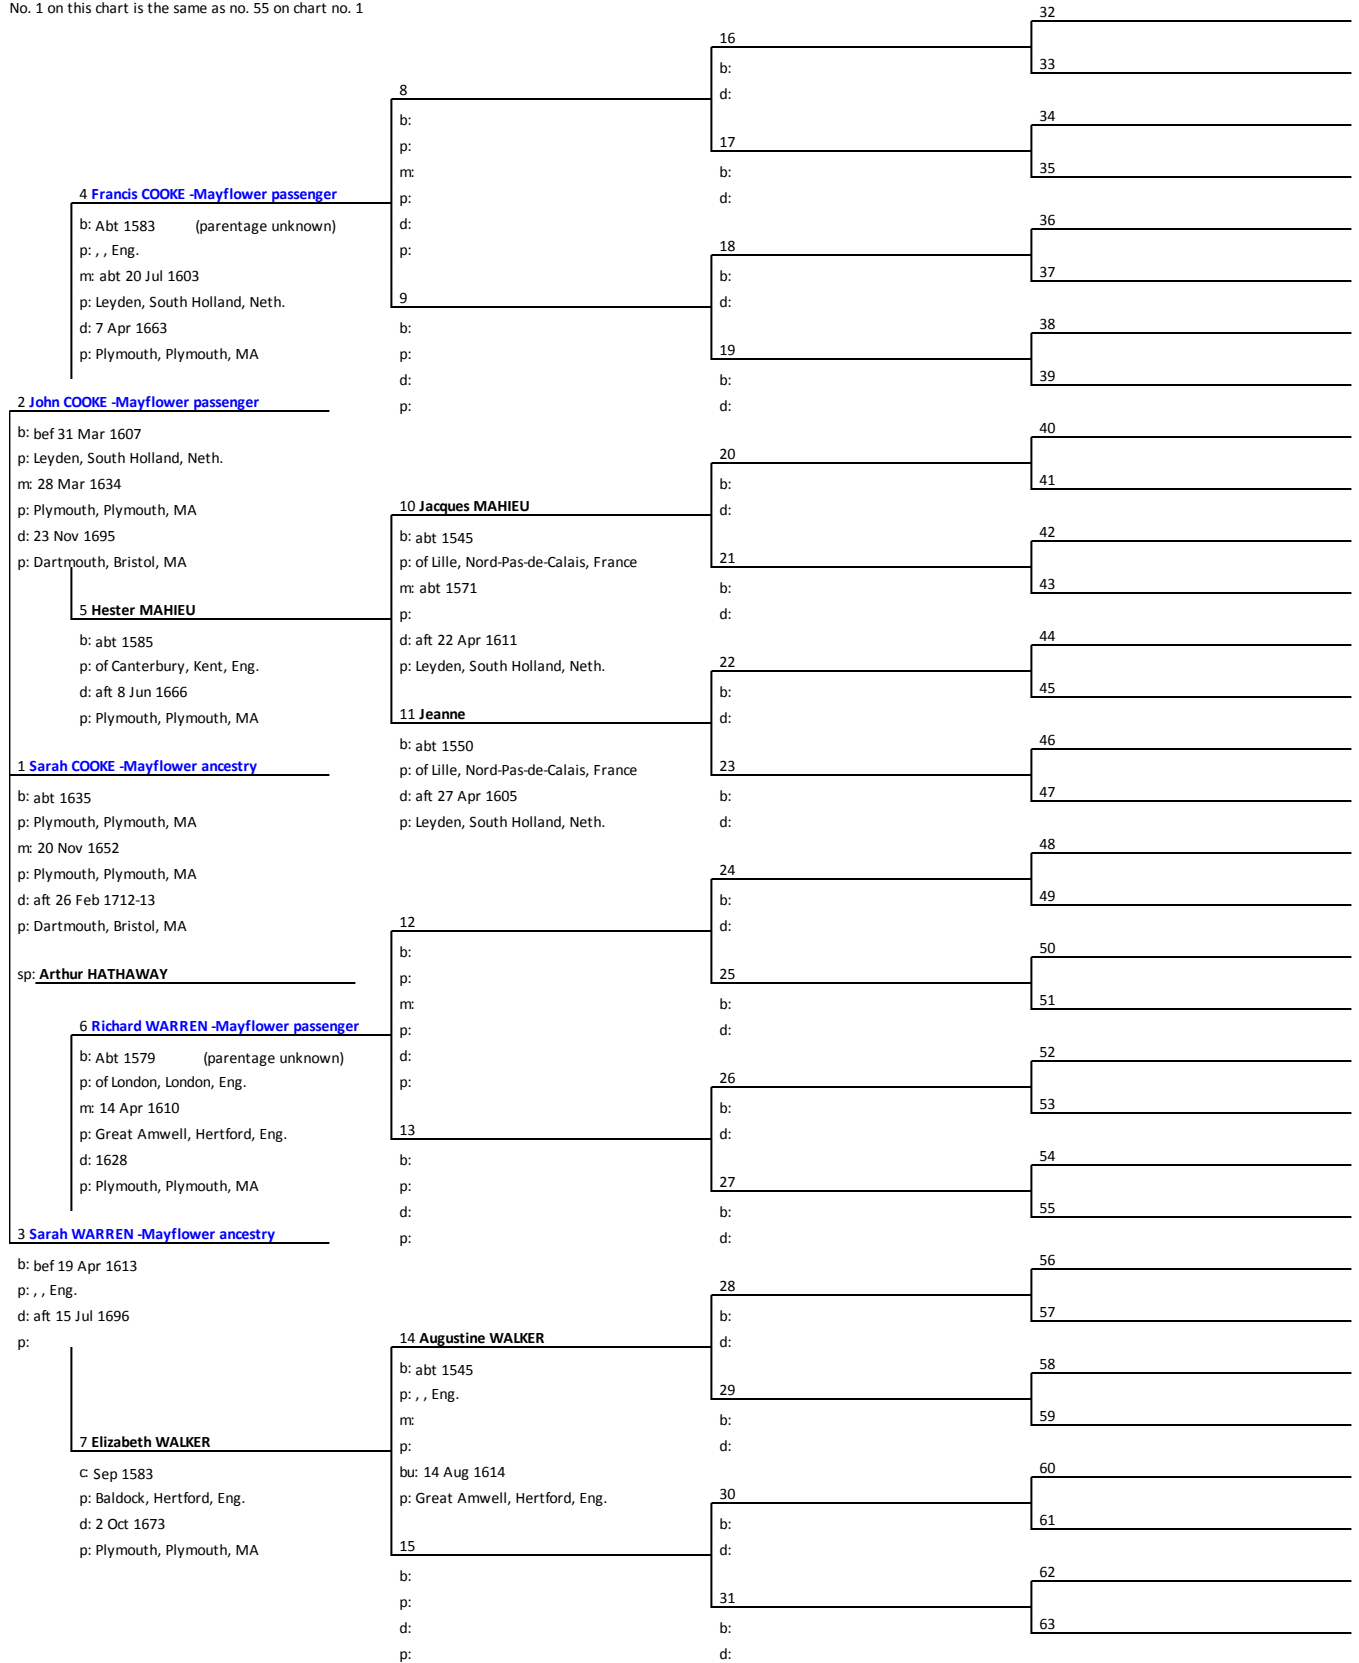 No. 1 on this chart is the same as no. 55 on chart no. 1
4 Francis COOKE -Mayflower passenger
b: Abt 1583 (parentage unknown)
p: , , Eng.
m: abt 20 Jul 1603
p: Leyden, South Holland, Neth.
d: 7 Apr 1663
p: Plymouth, Plymouth, MA
2 John COOKE -Mayflower passenger
b: bef 31 Mar 1607
p: Leyden, South Holland, Neth.
m: 28 Mar 1634
p: Plymouth, Plymouth, MA
d: 23 Nov 1695
p: Dartmouth, Bristol, MA
5 Hester MAHIEU
b: abt 1585
p: of Canterbury, Kent, Eng.
d: aft 8 Jun 1666
p: Plymouth, Plymouth, MA
1 Sarah COOKE -Mayflower ancestry
b: abt 1635
p: Plymouth, Plymouth, MA
m: 20 Nov 1652
p: Plymouth, Plymouth, MA
d: aft 26 Feb 1712-13
p: Dartmouth, Bristol, MA
sp: Arthur HATHAWAY
6 Richard WARREN -Mayflower passenger
b: Abt 1579 (parentage unknown)
p: of London, London, Eng.
m: 14 Apr 1610
p: Great Amwell, Hertford, Eng.
d: 1628
p: Plymouth, Plymouth, MA
3 Sarah WARREN -Mayflower ancestry
b: bef 19 Apr 1613
p: , , Eng.
d: aft 15 Jul 1696
p:
7 Elizabeth WALKER
c: Sep 1583
p: Baldock, Hertford, Eng.
d: 2 Oct 1673
p: Plymouth, Plymouth, MA
8
b:
p:
m:
p:
d:
p:
9
b:
p:
d:
p:
10 Jacques MAHIEU
b: abt 1545
p: of Lille, Nord-Pas-de-Calais, France
m: abt 1571
p:
d: aft 22 Apr 1611
p: Leyden, South Holland, Neth.
11 Jeanne
b: abt 1550
p: of Lille, Nord-Pas-de-Calais, France
d: aft 27 Apr 1605
p: Leyden, South Holland, Neth.
12
b:
p:
m:
p:
d:
p:
13
b:
p:
d:
p:
14 Augustine WALKER
b: abt 1545
p: , , Eng.
m:
p:
bu: 14 Aug 1614
p: Great Amwell, Hertford, Eng.
15
b:
p:
d:
p:
16
b:
d:
17
b:
d:
18
b:
d:
19
b:
d:
20
b:
d:
21
b:
d:
22
b:
d:
23
b:
d:
24
b:
d:
25
b:
d:
26
b:
d:
27
b:
d:
28
b:
d:
29
b:
d:
30
b:
d:
31
b:
d:
32
33
34
35
36
37
38
39
40
41
42
43
44
45
46
47
48
49
50
51
52
53
54
55
56
57
58
59
60
61
62
63